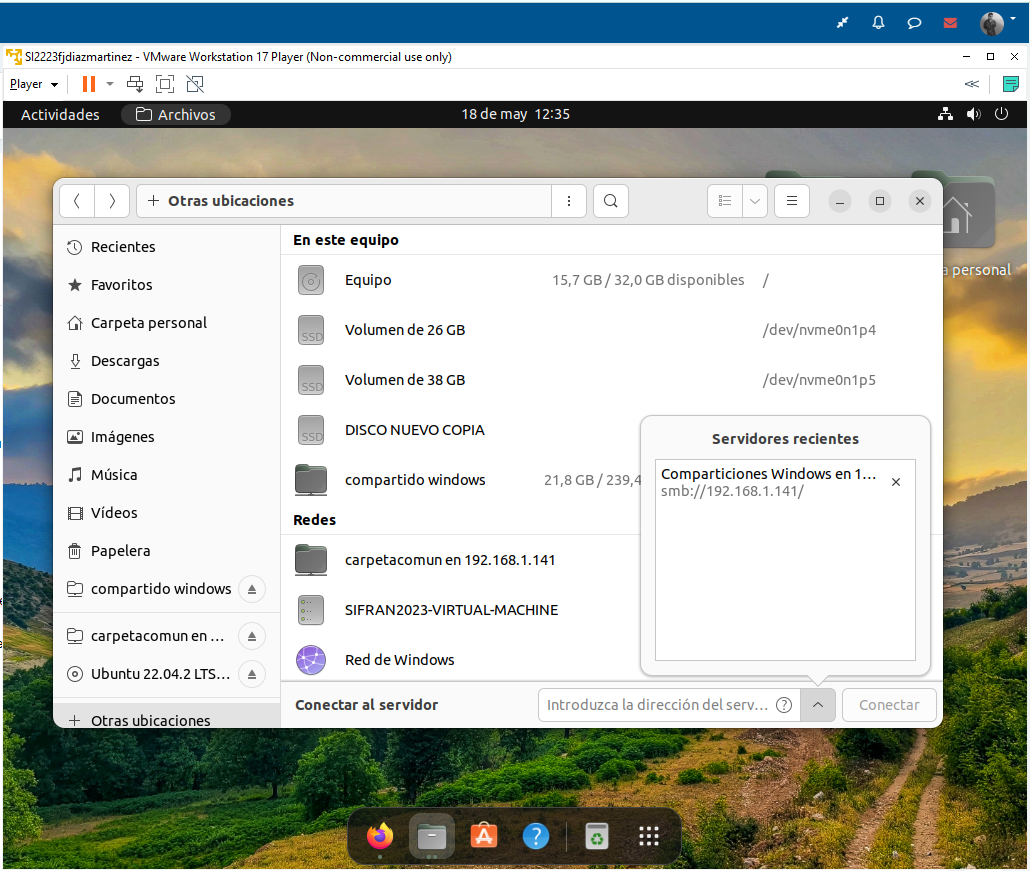 SI2223fjdiazmartinez - VMware Workstation 17 Player (Non-commercial use only)
Player
Actividades
Archivos
18 de may 12:35
Otras ubicaciones
a personal
Recientes
Favoritos
Carpeta personal
Descargas
Documentos
Imágenes
Música
Vídeos
Papelera
compartido windows
carpetacomun en ...
Ubuntu 22.04.2 LTS...
Otras ubicaciones
En este equipo
Equipo 15,7 GB / 32,0 GB disponibles /
SSD
Volumen de 26 GB /dev/nvme0n1p4
SSD
Volumen de 38 GB /dev/nvme0n1p5
SSD
DISCO NUEVO COPIA
compartido windows 21,8 GB / 239,4
Redes
carpetacomun en 192.168.1.141
SIFRAN2023-VIRTUAL-MACHINE
Red de Windows
Servidores recientes
Comparticiones Windows en 1...
smb://192.168.1.141/
Conectar al servidor
Introduzca la dirección del serv...
Conectar